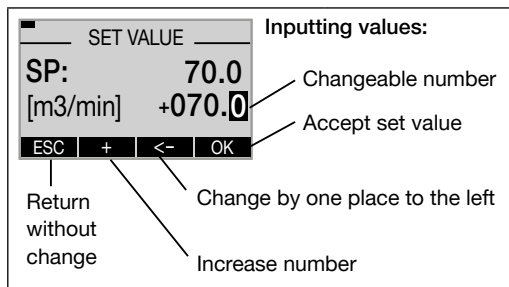 SET VALUE
Inputting values:
SP: 70.0
Changeable number
[m3/min] +070.0
Accept set value
ESC + <- OK
Return
without
change
Change by one place to the left
Increase number